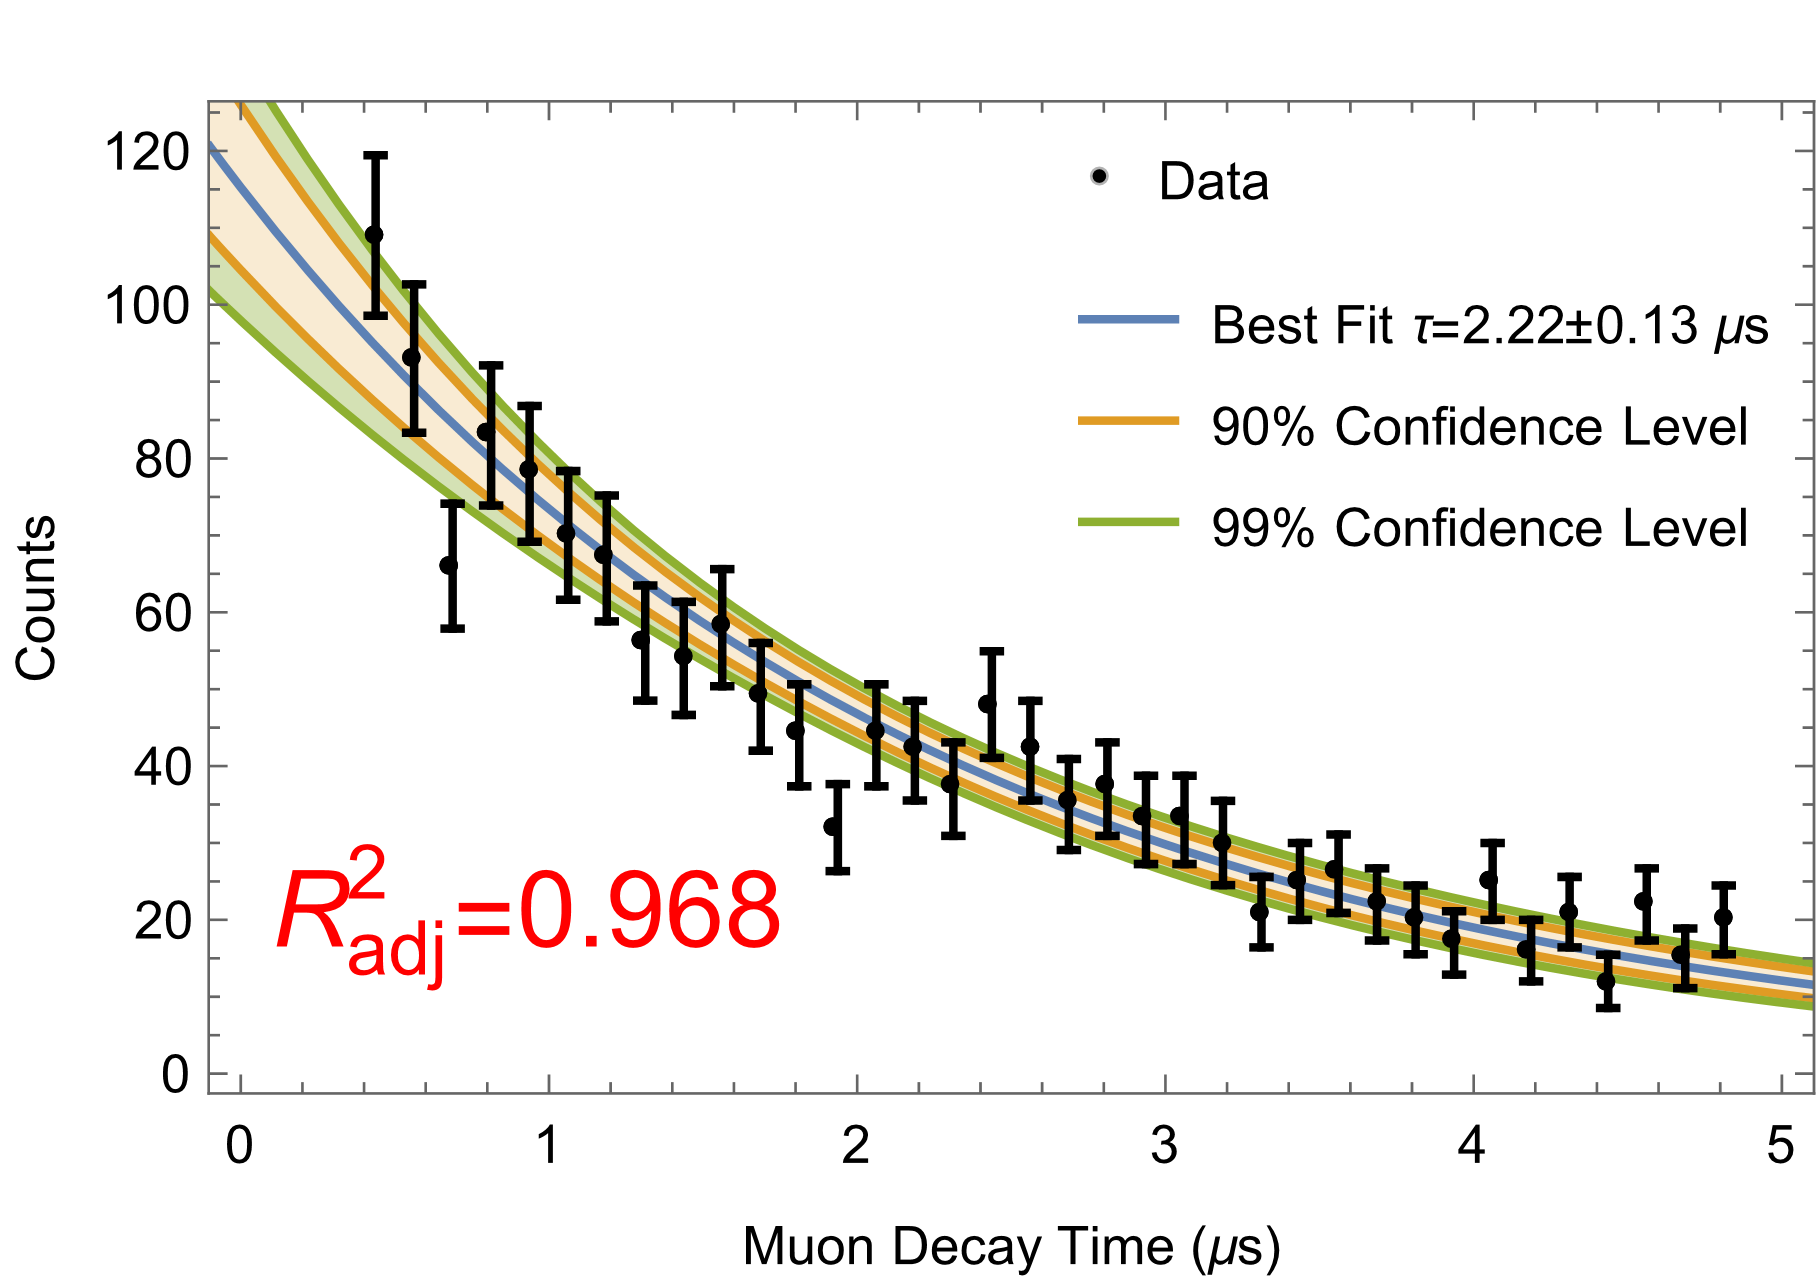 Data
Best Fit τ=2.22±0.13 μs
90% Confidence Level
99% Confidence Level
R²adj=0.968
Counts
120
100
80
60
40
20
0
0 1 2 3 4 5
Muon Decay Time (μs)